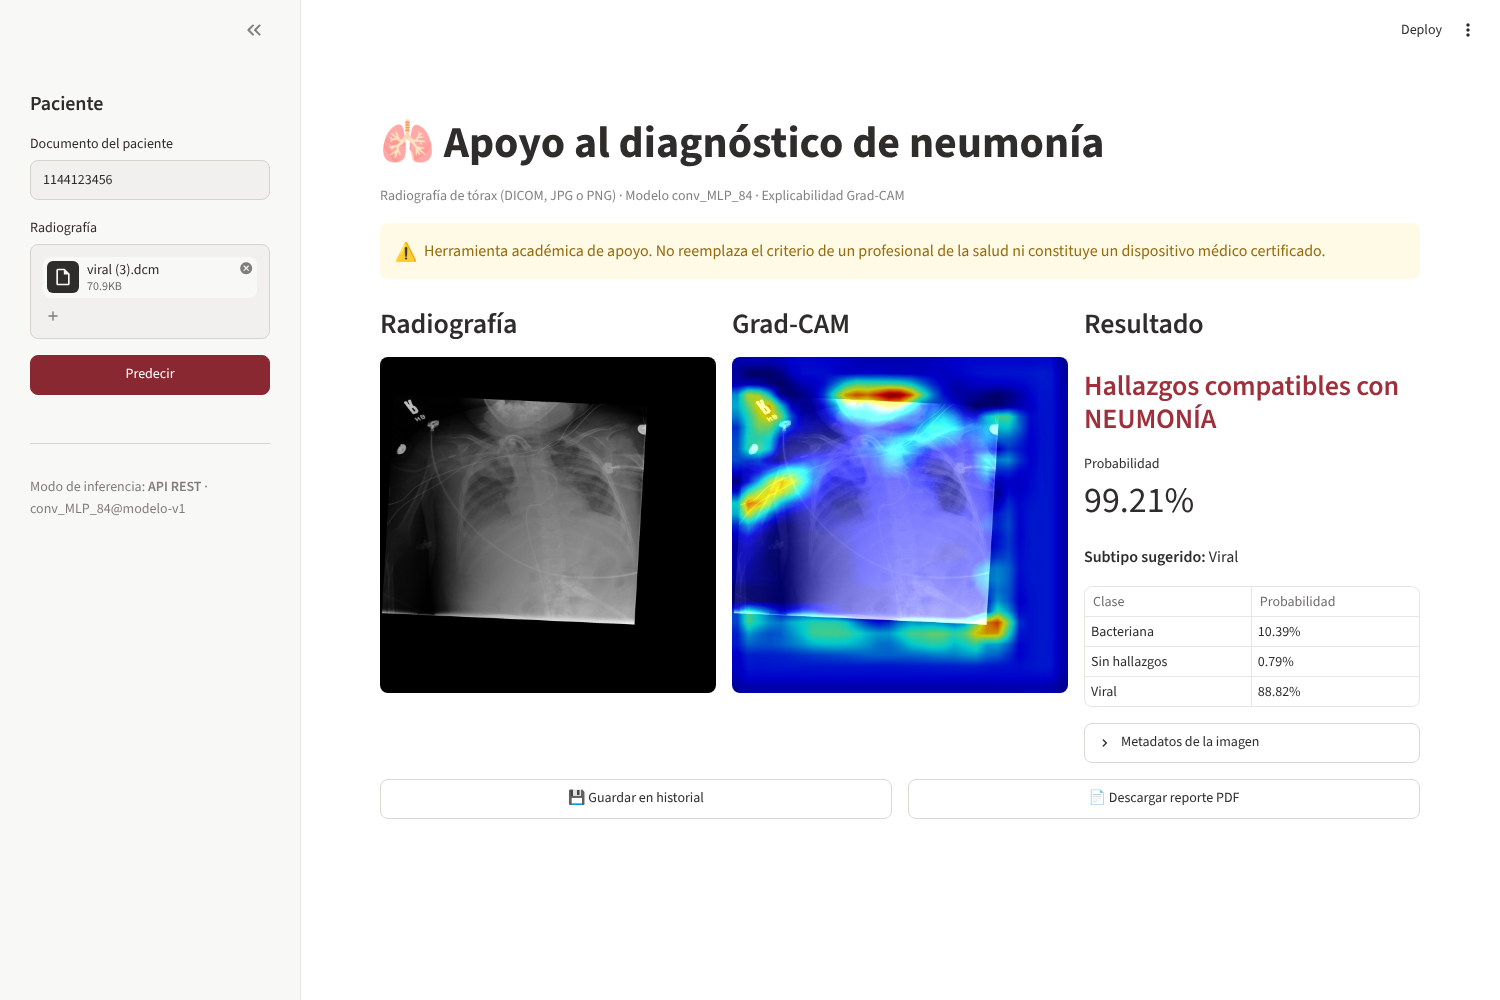 Deploy
Paciente
Documento del paciente
1144123456
Radiografía
viral (3).dcm
70.9KB
Predecir
Modo de inferencia: API REST ·
conv_MLP_84@modelo-v1
🫁 Apoyo al diagnóstico de neumonía
Radiografía de tórax (DICOM, JPG o PNG) · Modelo conv_MLP_84 · Explicabilidad Grad-CAM
⚠️ Herramienta académica de apoyo. No reemplaza el criterio de un profesional de la salud ni constituye un dispositivo médico certificado.
Radiografía
Grad-CAM
Resultado
Hallazgos compatibles con
NEUMONÍA
Probabilidad
99.21%
Subtipo sugerido: Viral
Clase Probabilidad
Bacteriana 10.39%
Sin hallazgos 0.79%
Viral 88.82%
Metadatos de la imagen
💾 Guardar en historial
📄 Descargar reporte PDF